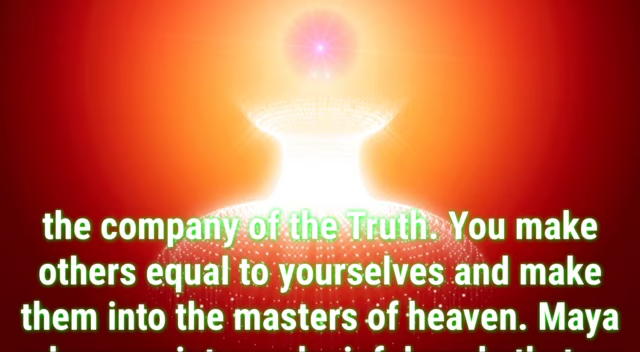 the company of the Truth. You make
others equal to yourselves and make
them into the masters of heaven. Maya